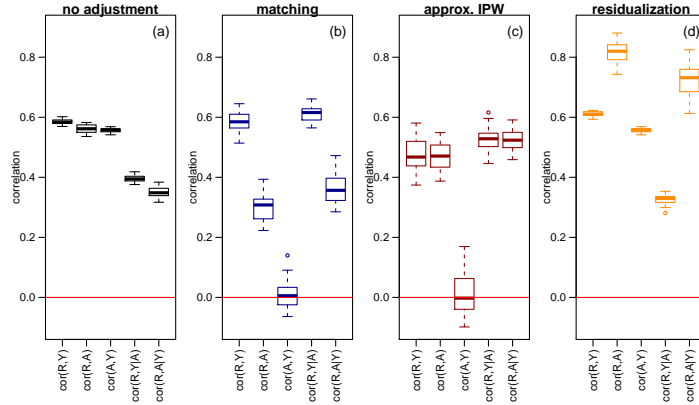 no adjustment
matching
approx. IPW
residualization
(a)
(b)
(c)
(d)
correlation
0.0
0.2
0.4
0.6
0.8
cor(R,Y)
cor(R,A)
cor(A,Y)
cor(R,Y|A)
cor(R,A|Y)
correlation
0.0
0.2
0.4
0.6
0.8
cor(R,Y)
cor(R,A)
cor(A,Y)
cor(R,Y|A)
cor(R,A|Y)
correlation
0.0
0.2
0.4
0.6
0.8
cor(R,Y)
cor(R,A)
cor(A,Y)
cor(R,Y|A)
cor(R,A|Y)
correlation
0.0
0.2
0.4
0.6
0.8
cor(R,Y)
cor(R,A)
cor(A,Y)
cor(R,Y|A)
cor(R,A|Y)